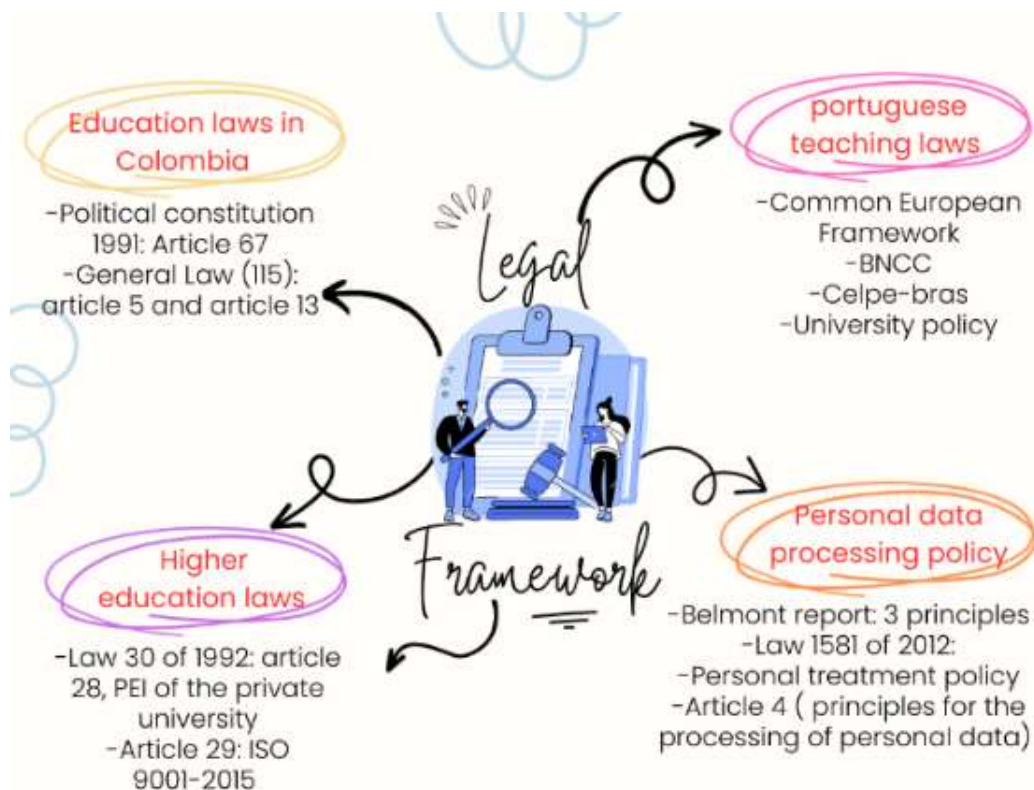 Legal
Framework
Education laws in
Colombia
-Political constitution
1991: Article 67
-General Law (115):
article 5 and article 13
portuguese
teaching laws
-Common European
Framework
-BNCC
-Celpe-bras
-University policy
Higher
education laws
-Law 30 of 1992: article
28, PEI of the private
university
-Article 29: ISO
9001-2015
Personal data
processing policy
-Belmont report: 3 principles
-Law 1581 of 2012:
-Personal treatment policy
-Article 4 ( principles for the
processing of personal data)